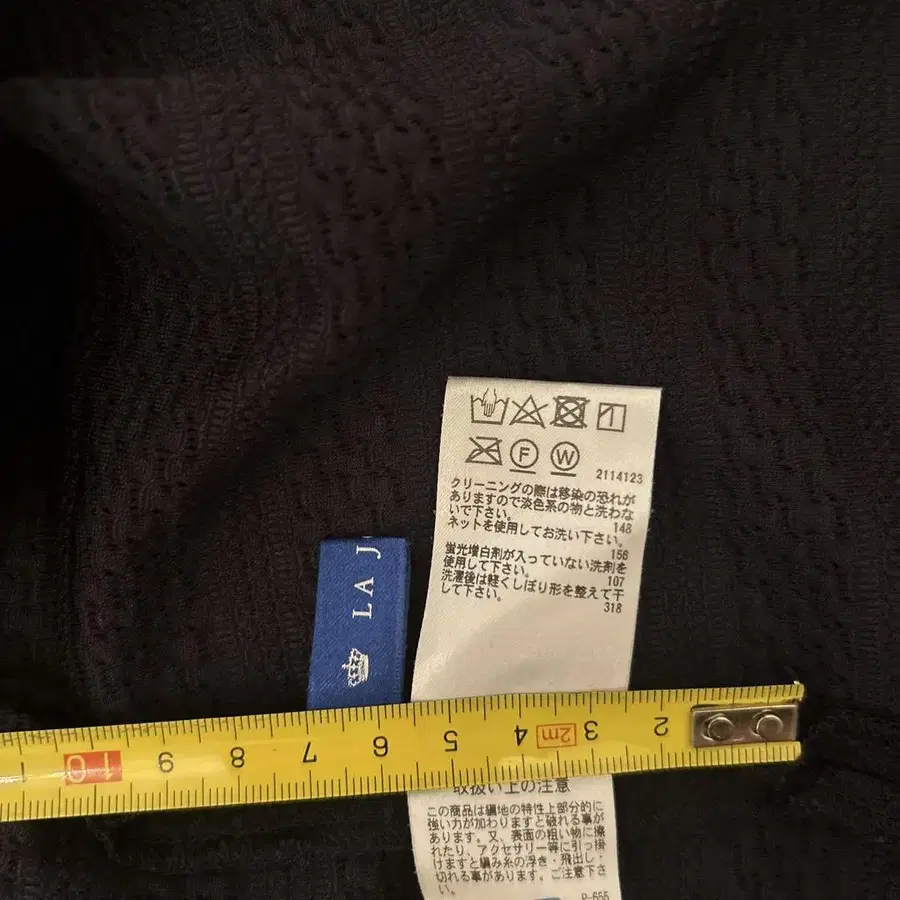 F W
2114123
クリーニングの際は移染の恐れが
ありますので淡色系の物と洗わな
いで下さい。
148
ネットを使用してお洗い下さい。
156
蛍光増白剤が入っていない洗剤を
使用して下さい。
107
洗濯後は軽くしぼり形を整えて干
して下さい。
318
LA J
10 9 8 7 6 5 4 2m 3 2
取扱い上の注意
この商品は編地の特性上部分的に
強い力が加わりますと破れる事が
あります。又、表面の粗い物に擦
れたり、アクセサリー等に引っ掛
けますと編み糸の浮き・飛出し・
切れる事があります。ご注意下さ
い。
P-655